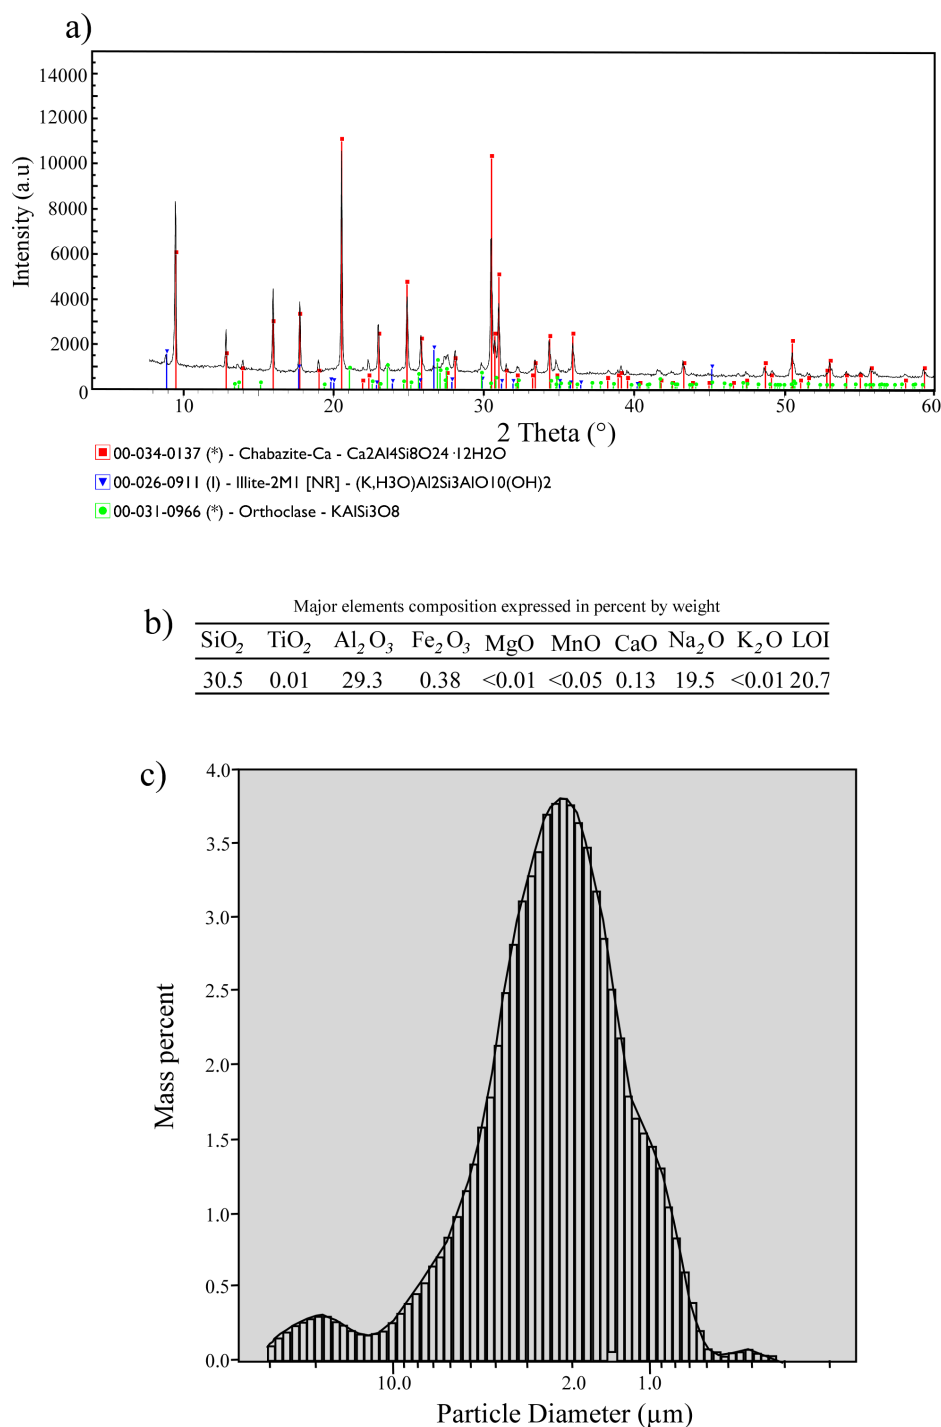 a)
14000
12000
10000
8000
6000
4000
2000
0
Intensity (a.u)
10 20 30 40 50 60
2 Theta (°)
00-034-0137 (*) - Chabazite-Ca - Ca2Al4Si8O24 ·12H2O
00-026-0911 (I) - Illite-2M1 [NR] - (K,H3O)Al2Si3AlO10(OH)2
00-031-0966 (*) - Orthoclase - KAlSi3O8
b)
Major elements composition expressed in percent by weight
SiO2 TiO2 Al2O3 Fe2O3 MgO MnO CaO Na2O K2O LOI
30.5 0.01 29.3 0.38 <0.01 <0.05 0.13 19.5 <0.01 20.7
c)
4.0
3.5
3.0
2.5
2.0
1.5
1.0
0.5
0.0
Mass percent
10.0 2.0 1.0
Particle Diameter (µm)